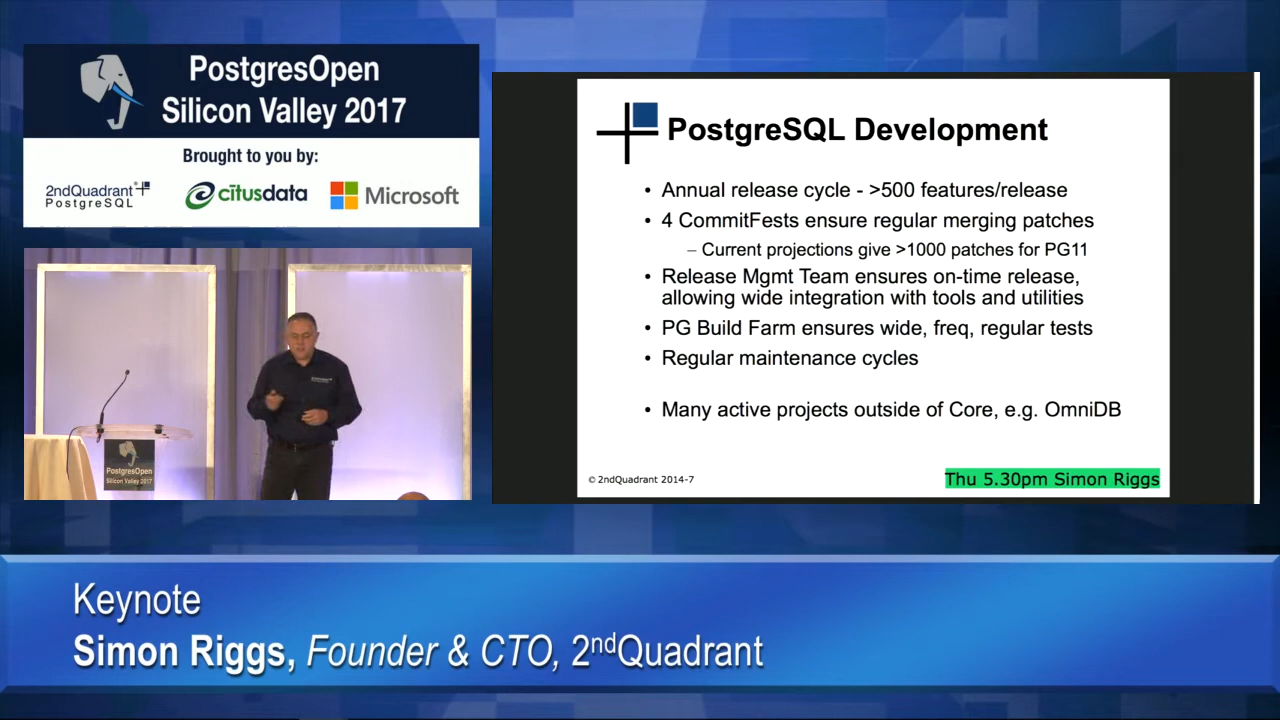 PostgresOpen
Silicon Valley 2017
Brought to you by:
2ndQuadrant
PostgreSQL
citusdata
Microsoft
PostgreSQL Development
• Annual release cycle - >500 features/release
• 4 CommitFests ensure regular merging patches
– Current projections give >1000 patches for PG11
• Release Mgmt Team ensures on-time release,
allowing wide integration with tools and utilities
• PG Build Farm ensures wide, freq, regular tests
• Regular maintenance cycles
• Many active projects outside of Core, e.g. OmniDB
© 2ndQuadrant 2014-7
Thu 5.30pm Simon Riggs
PostgresOpen
Silicon Valley 2017
Keynote
Simon Riggs, Founder & CTO, 2ndQuadrant